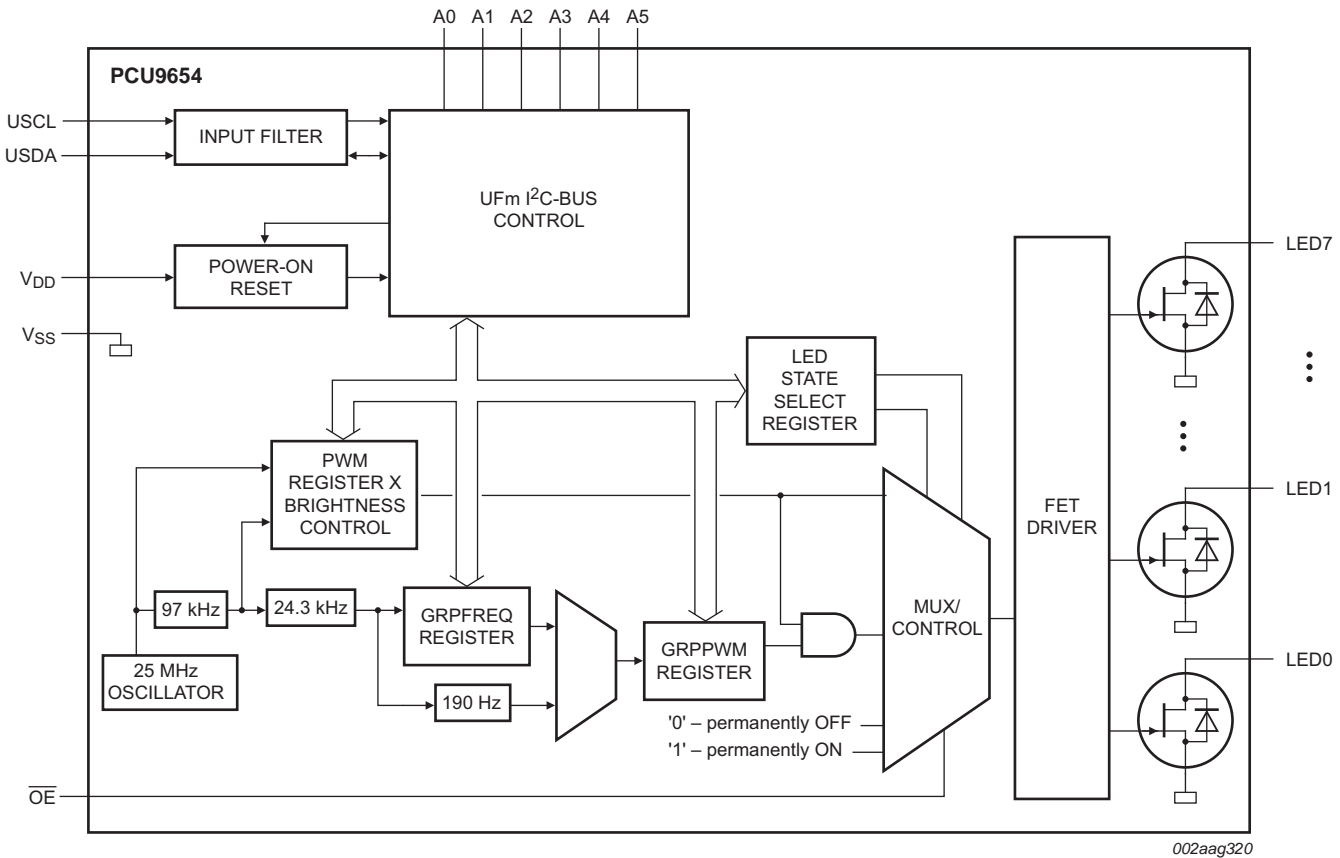 A0 A1 A2 A3 A4 A5
PCU9654
USCL
USDA
INPUT FILTER
UFm I2C-BUS
CONTROL
VDD
POWER-ON
RESET
VSS
LED7
LED
STATE
SELECT
REGISTER
PWM
REGISTER X
BRIGHTNESS
CONTROL
FET
DRIVER
LED1
97 kHz
24.3 kHz
GRPFREQ
REGISTER
MUX/
CONTROL
GRPPWM
REGISTER
LED0
25 MHz
OSCILLATOR
190 Hz
'0' – permanently OFF
'1' – permanently ON
OE
002aag320